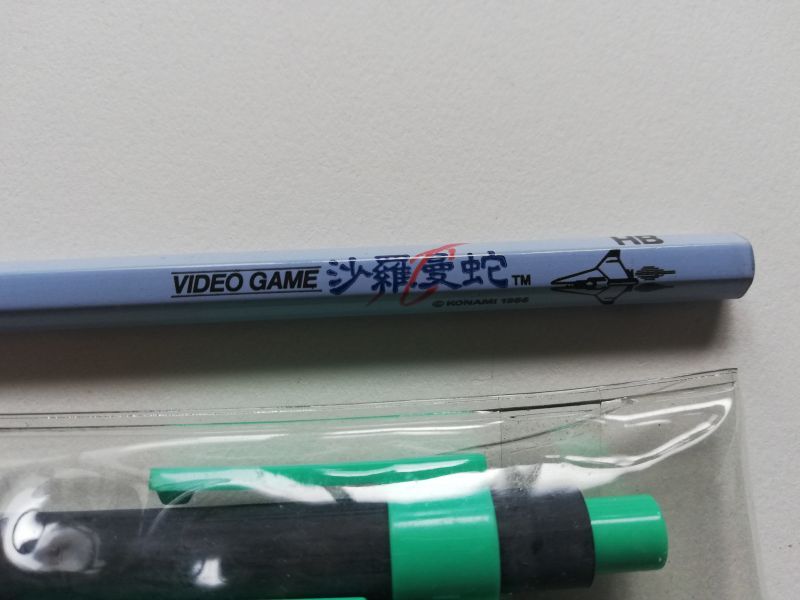 HB
VIDEO GAME 沙羅曼蛇™
© KONAMI 1986